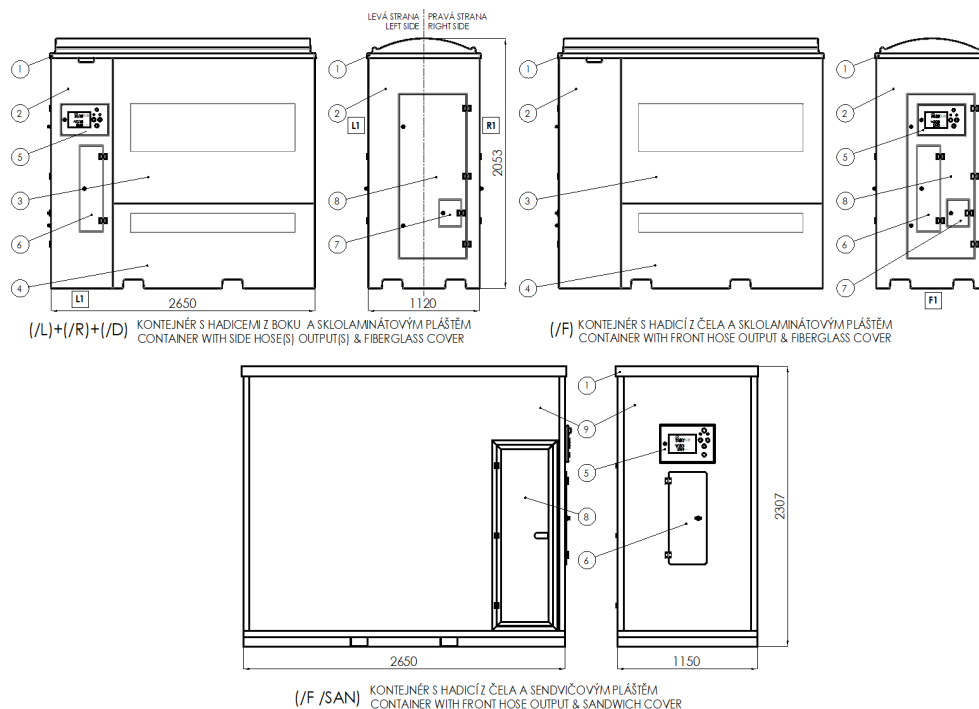 LEVÁ STRANA
LEFT SIDE
PRAVÁ STRANA
RIGHT SIDE
1
2
5
3
6
4
L1
2650
1
2
L1
R1
8
7
1120
2053
(/L)+(/R)+(/D)
KONTEJNÉR S HADICEMI Z BOKU A SKLOLAMINÁTOVÝM PLÁŠTĚM
CONTAINER WITH SIDE HOSE(S) OUTPUT(S) & FIBERGLASS COVER
1
2
3
4
1
2
5
8
6
7
F1
(/F)
KONTEJNÉR S HADICÍ Z ČELA A SKLOLAMINÁTOVÝM PLÁŠTĚM
CONTAINER WITH FRONT HOSE OUTPUT & FIBERGLASS COVER
1
9
5
8
6
2650
1150
2307
(/F /SAN)
KONTEJNÉR S HADICÍ Z ČELA A SENDVIČOVÝM PLÁŠTĚM
CONTAINER WITH FRONT HOSE OUTPUT & SANDWICH COVER